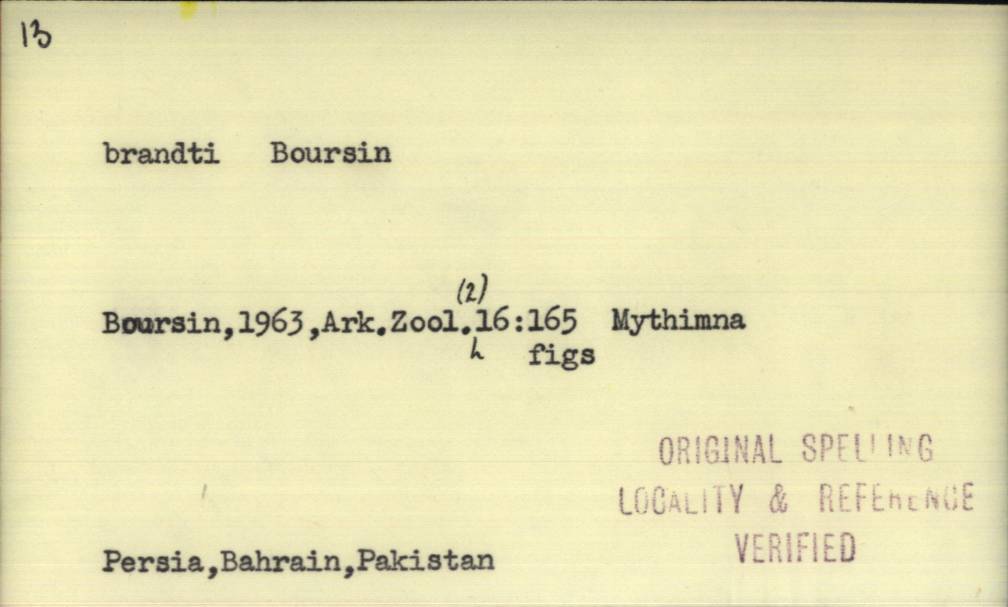 13
brandti Boursin
(2)
Boursin,1963,Ark.Zool.16:165 Mythimna
figs
ORIGINAL SPELLING
LOCALITY & REFERENCE
VERIFIED
Persia,Bahrain,Pakistan